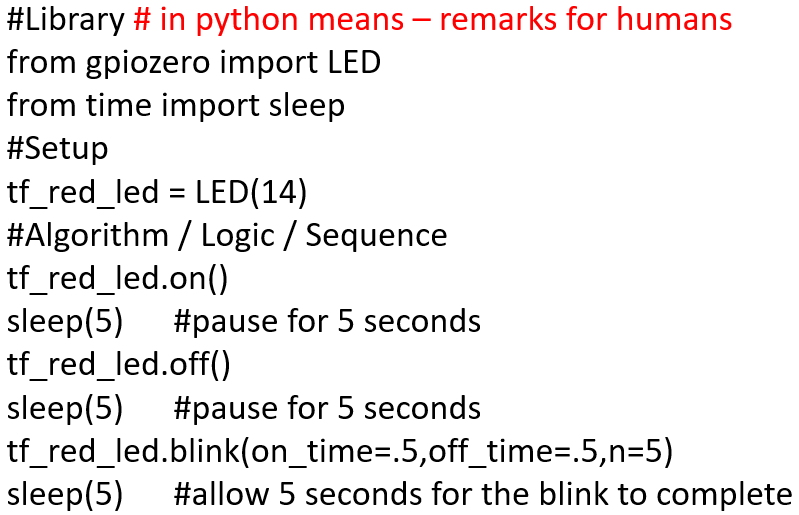 #Library # in python means – remarks for humans
from gpiozero import LED
from time import sleep
#Setup
tf_red_led = LED(14)
#Algorithm / Logic / Sequence
tf_red_led.on()
sleep(5) #pause for 5 seconds
tf_red_led.off()
sleep(5) #pause for 5 seconds
tf_red_led.blink(on_time=.5,off_time=.5,n=5)
sleep(5) #allow 5 seconds for the blink to complete